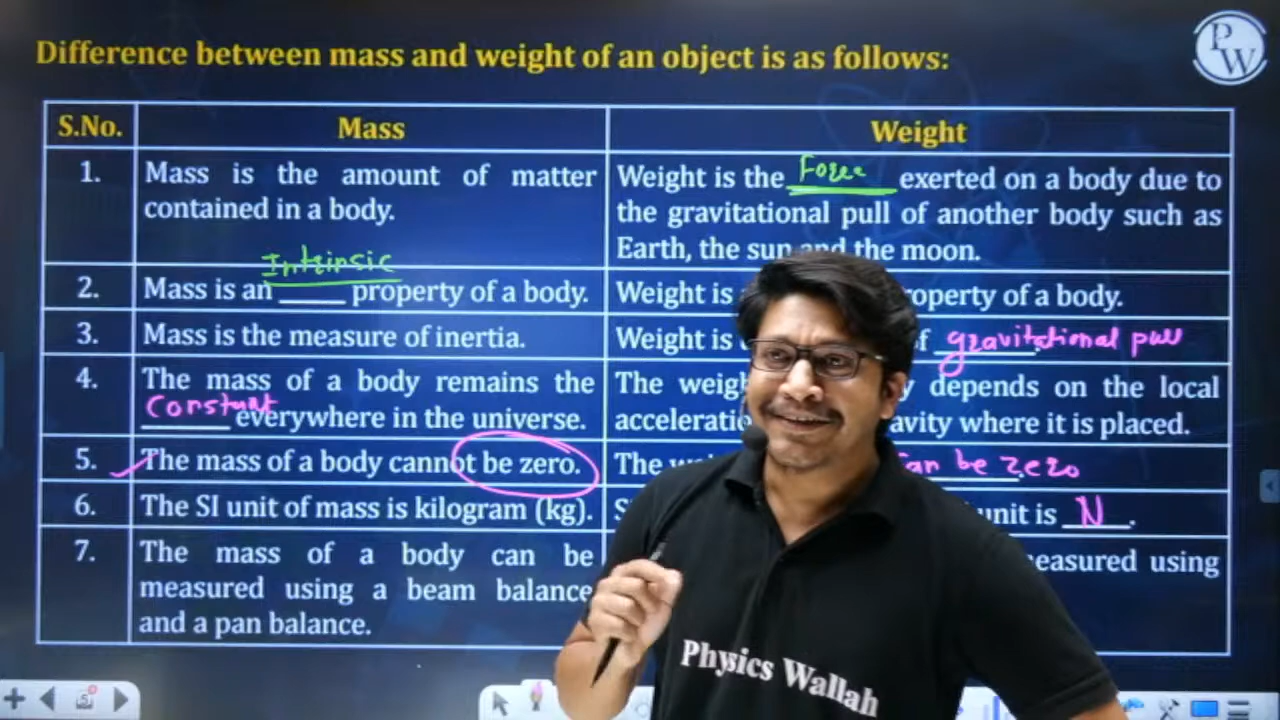 Difference between mass and weight of an object is as follows:
PW
S.No. Mass Weight
1. Mass is the amount of matter
contained in a body.
Weight is the Force exerted on a body due to
the gravitational pull of another body such as
Earth, the sun and the moon.
Intrinsic
2. Mass is an ____ property of a body.
Weight is property of a body.
3. Mass is the measure of inertia.
Weight is gravitational pull
4. The mass of a body remains the
Constant everywhere in the universe.
The depends on the local
where it is placed.
5. The mass of a body cannot be zero.
The can be zero
6. The SI unit of mass is kilogram (kg).
unit is N.
7. The mass of a body can be
measured using a beam balance
and a pan balance.
measured using
Physics Wallah